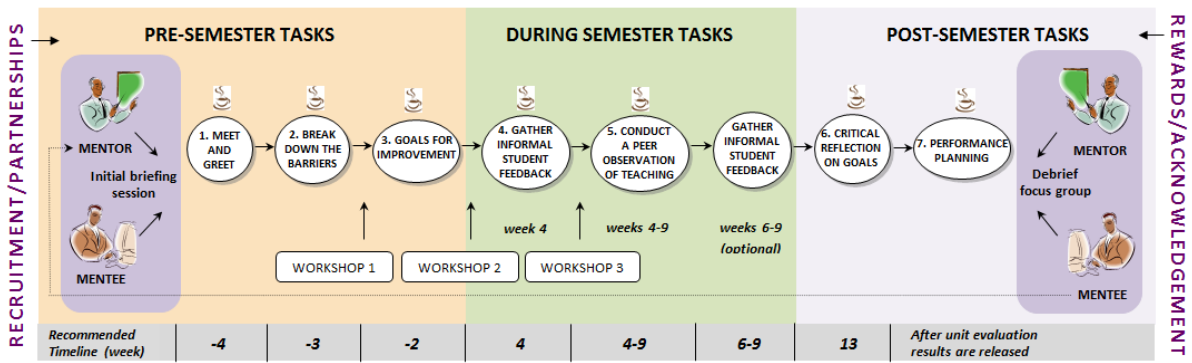 RECRUITMENT/PARTNERSHIPS
PRE-SEMESTER TASKS
DURING SEMESTER TASKS
POST-SEMESTER TASKS
REWARDS/ACKNOWLEDGEMENT
MENTOR
Initial briefing
session
MENTEE
1. MEET
AND
GREET
2. BREAK
DOWN THE
BARRIERS
3. GOALS FOR
IMPROVEMENT
4. GATHER
INFORMAL
STUDENT
FEEDBACK
5. CONDUCT
A PEER
OBSERVATION
OF TEACHING
GATHER
INFORMAL
STUDENT
FEEDBACK
6. CRITICAL
REFLECTION
ON GOALS
7. PERFORMANCE
PLANNING
MENTOR
Debrief
focus group
MENTEE
week 4
weeks 4-9
weeks 6-9
(optional)
WORKSHOP 1
WORKSHOP 2
WORKSHOP 3
Recommended
Timeline (week)
-4
-3
-2
4
4-9
6-9
13
After unit evaluation
results are released